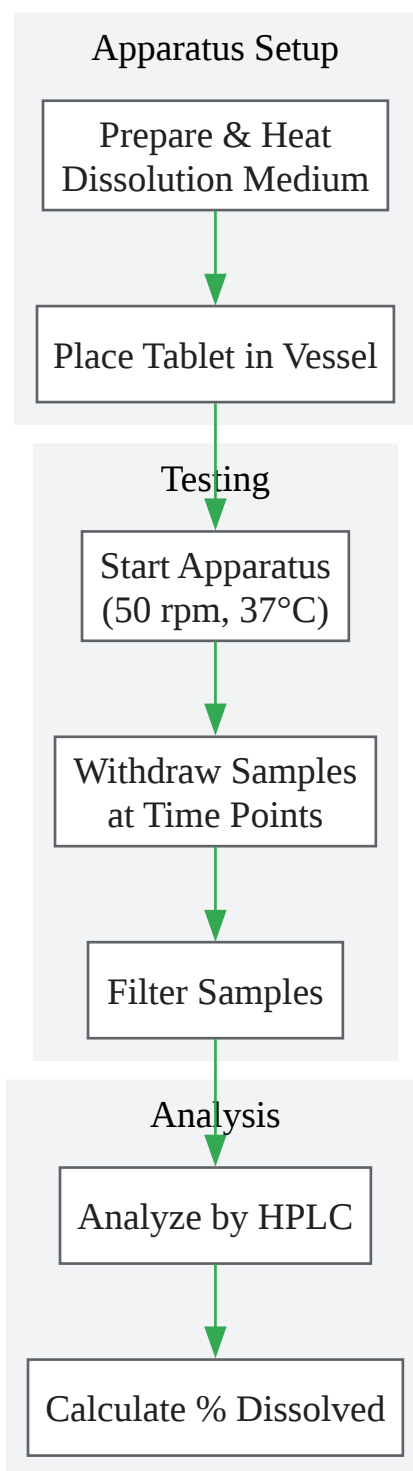 Apparatus Setup
Prepare & Heat
Dissolution Medium
Place Tablet in Vessel
Testing
Start Apparatus
(50 rpm, 37°C)
Withdraw Samples
at Time Points
Filter Samples
Analysis
Analyze by HPLC
Calculate % Dissolved